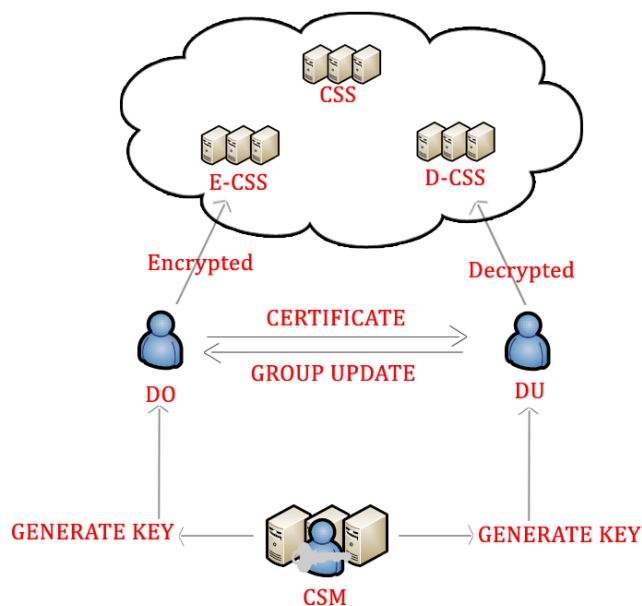 CSS
E-CSS
D-CSS
Encrypted
Decrypted
CERTIFICATE
GROUP UPDATE
DO
DU
GENERATE KEY
GENERATE KEY
CSM